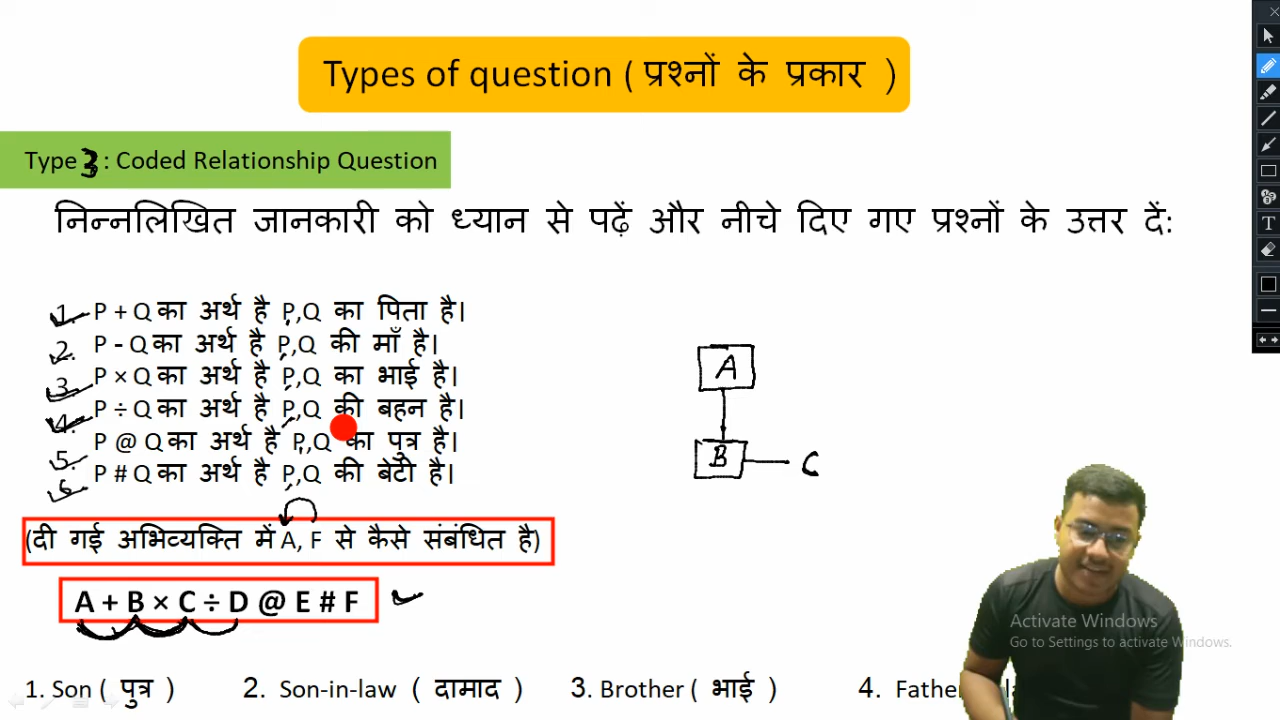 Types of question ( प्रश्नों के प्रकार )
Type 3 : Coded Relationship Question
निन्नलिखित जानकारी को ध्यान से पढ़ें और नीचे दिए गए प्रश्नों के उत्तर दें:
1. P + Q का अर्थ है P,Q का पिता है।
2. P - Q का अर्थ है P,Q की माँ है।
3. P × Q का अर्थ है P,Q का भाई है।
4. P ÷ Q का अर्थ है P,Q की बहन है।
5. P @ Q का अर्थ है P,Q का पुत्र है।
6. P # Q का अर्थ है P,Q की बेटी है।
A
B C
(दी गई अभिव्यक्ति में A, F से कैसे संबंधित है)
A + B × C ÷ D @ E # F
Activate Windows
Go to Settings to activate Windows.
1. Son ( पुत्र ) 2. Son-in-law ( दामाद ) 3. Brother ( भाई ) 4. Father